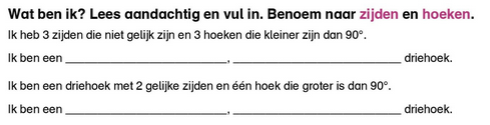 Wat ben ik? Lees aandachtig en vul in. Benoem naar zijden en hoeken.
Ik heb 3 zijden die niet gelijk zijn en 3 hoeken die kleiner zijn dan 90°.
Ik ben een ______________________, ______________________ driehoek.
Ik ben een driehoek met 2 gelijke zijden en één hoek die groter is dan 90°.
Ik ben een ______________________, ______________________ driehoek.